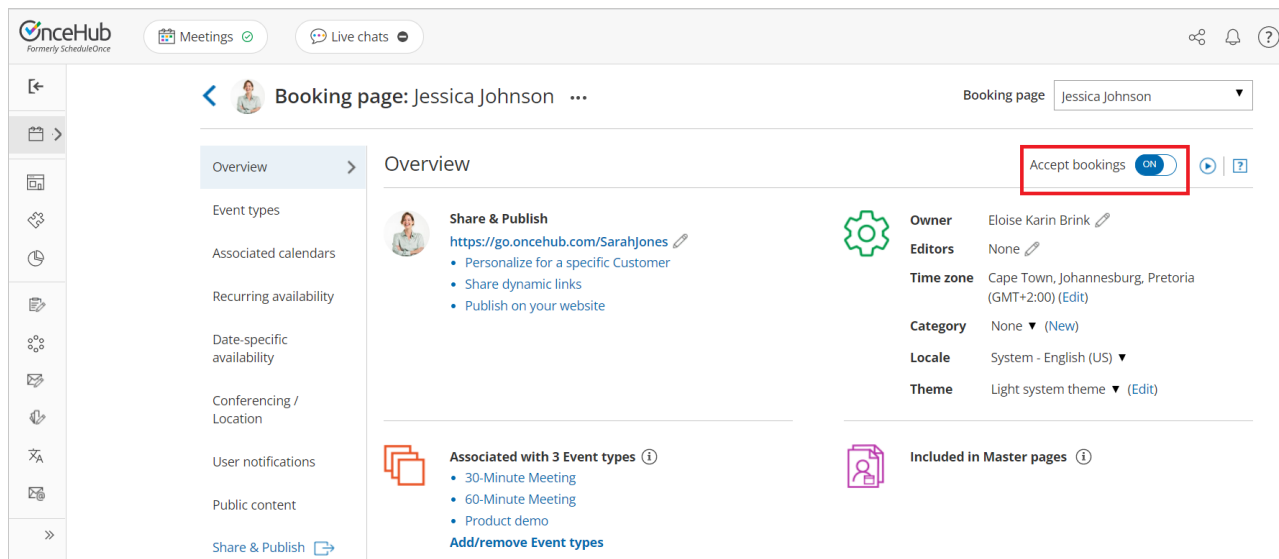 OnceHub
Formerly ScheduleOnce
Meetings
Live chats
?
Booking page: Jessica Johnson ...
Booking page
Jessica Johnson
Overview
Event types
Associated calendars
Recurring availability
Date-specific
availability
Conferencing /
Location
User notifications
Public content
Share & Publish
Overview
Accept bookings ON
?
Share & Publish
https://go.oncehub.com/SarahJones
• Personalize for a specific Customer
• Share dynamic links
• Publish on your website
Owner Eloise Karin Brink
Editors None
Time zone Cape Town, Johannesburg, Pretoria
(GMT+2:00) (Edit)
Category None ▼ (New)
Locale System - English (US) ▼
Theme Light system theme ▼ (Edit)
Associated with 3 Event types
• 30-Minute Meeting
• 60-Minute Meeting
• Product demo
Add/remove Event types
Included in Master pages